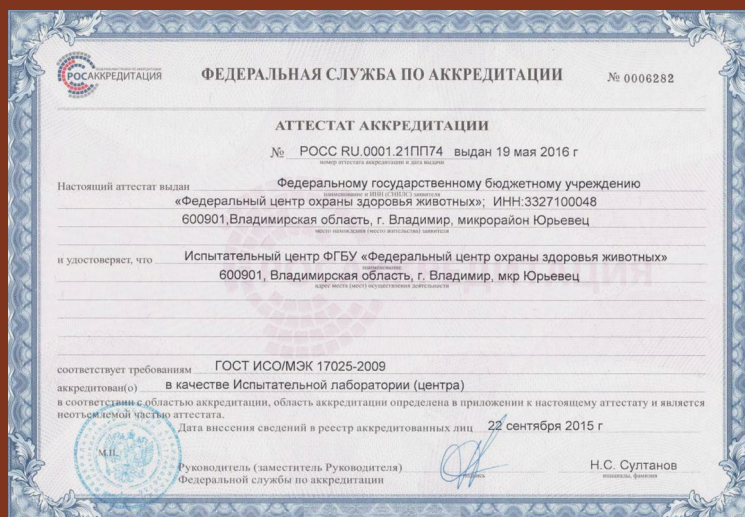 РОСАККРЕДИТАЦИЯ
ФЕДЕРАЛЬНАЯ СЛУЖБА ПО АККРЕДИТАЦИИ
№ 0006282
АТТЕСТАТ АККРЕДИТАЦИИ
№ РОСС RU.0001.21ПП74 выдан 19 мая 2016 г
номер аттестата аккредитации и дата выдачи
Настоящий аттестат выдан Федеральному государственному бюджетному учреждению
наименование и ИНН (СНИЛС) заявителя
«Федеральный центр охраны здоровья животных»; ИНН:3327100048
600901,Владимирская область, г. Владимир, микрорайон Юрьевец
место нахождения (место жительства) заявителя
и удостоверяет, что Испытательный центр ФГБУ «Федеральный центр охраны здоровья животных»
наименование
600901, Владимирская область, г. Владимир, мкр Юрьевец
адрес места (мест) осуществления деятельности
соответствует требованиям ГОСТ ИСО/МЭК 17025-2009
аккредитован(о) в качестве Испытательной лаборатории (центра)
в соответствии с областью аккредитации, область аккредитации определена в приложении к настоящему аттестату и является
неотъемлемой частью аттестата.
Дата внесения сведений в реестр аккредитованных лиц 22 сентября 2015 г
М.П.
Руководитель (заместитель Руководителя)
Федеральной службы по аккредитации
подпись
Н.С. Султанов
инициалы, фамилия